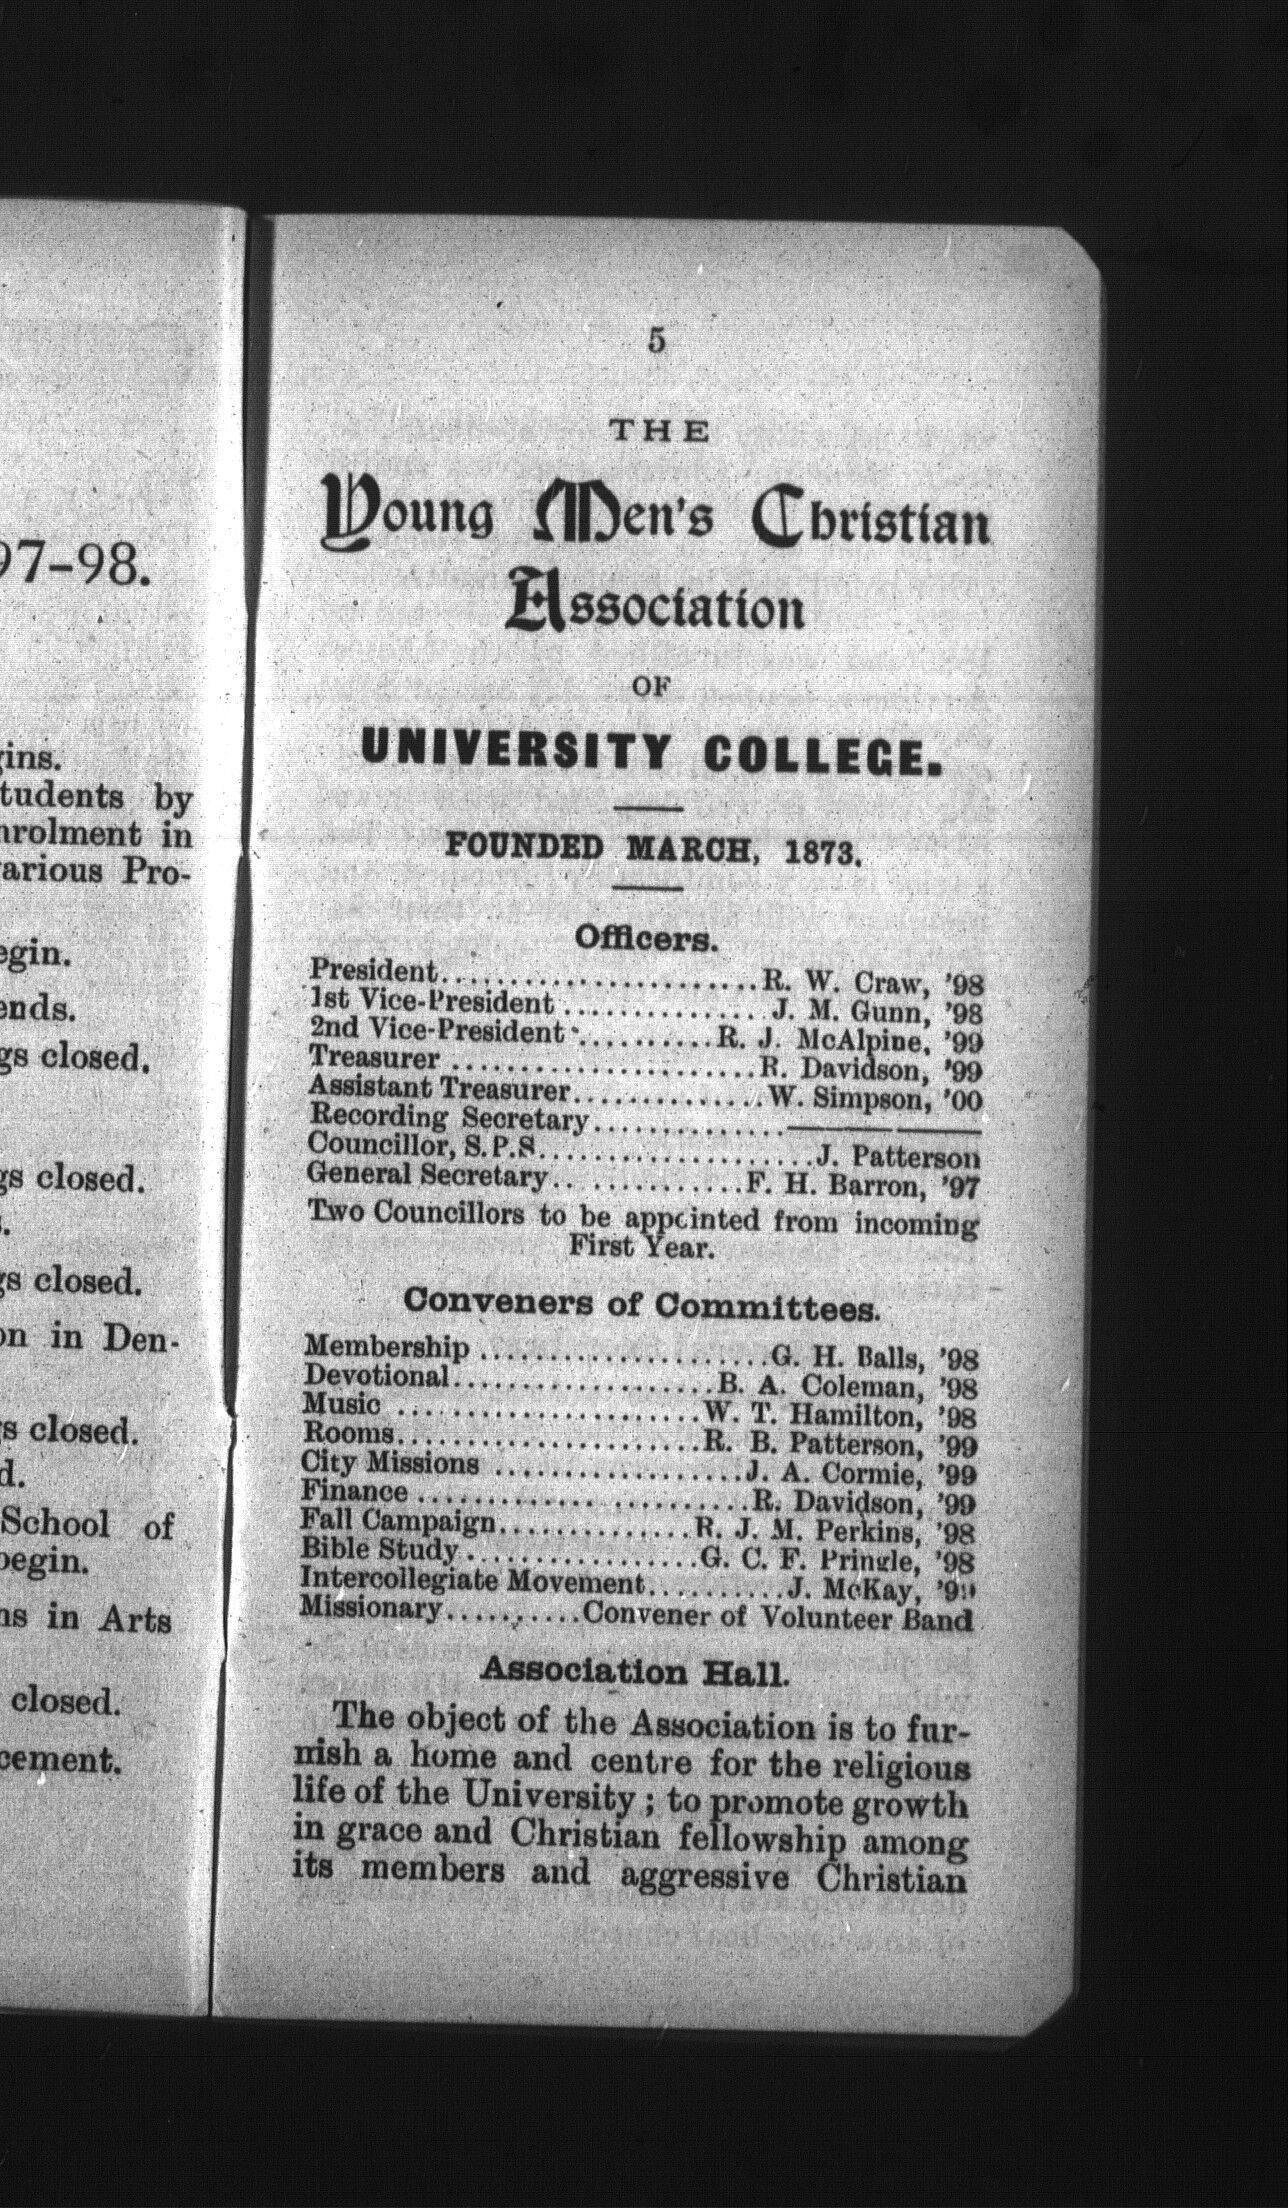 97-98.
gins.
tudents by
nrolment in
various Pro-
egin.
ends.
gs closed.
gs closed.
s.
gs closed.
on in Den-
s closed.
d.
School of
begin.
ns in Arts
closed.
cement.
5
THE
Young Men's Christian
Association
OF
UNIVERSITY COLLEGE.
FOUNDED MARCH, 1873.
Officers.
President......................R. W. Craw, '98
1st Vice-President ...............J. M. Gunn, '98
2nd Vice-President ..........R. J. McAlpine, '99
Treasurer ......................R. Davidson, '99
Assistant Treasurer..............W. Simpson, '00
Recording Secretary..............————
Councillor, S.P.S....................J. Patterson
General Secretary.. ............F. H. Barron, '97
Two Councillors to be appointed from incoming
First Year.
Conveners of Committees.
Membership .....................G. H. Balls, '98
Devotional...................B. A. Coleman, '98
Music ......................W. T. Hamilton, '98
Rooms......................R. B. Patterson, '99
City Missions ..................J. A. Cormie, '99
Finance ........................R. Davidson, '99
Fall Campaign..............R. J. M. Perkins, '98
Bible Study.................G. C. F. Pringle, '98
Intercollegiate Movement..........J. McKay, '99
Missionary..........Convener of Volunteer Band
Association Hall.
The object of the Association is to fur-
nish a home and centre for the religious
life of the University ; to promote growth
in grace and Christian fellowship among
its members and aggressive Christian